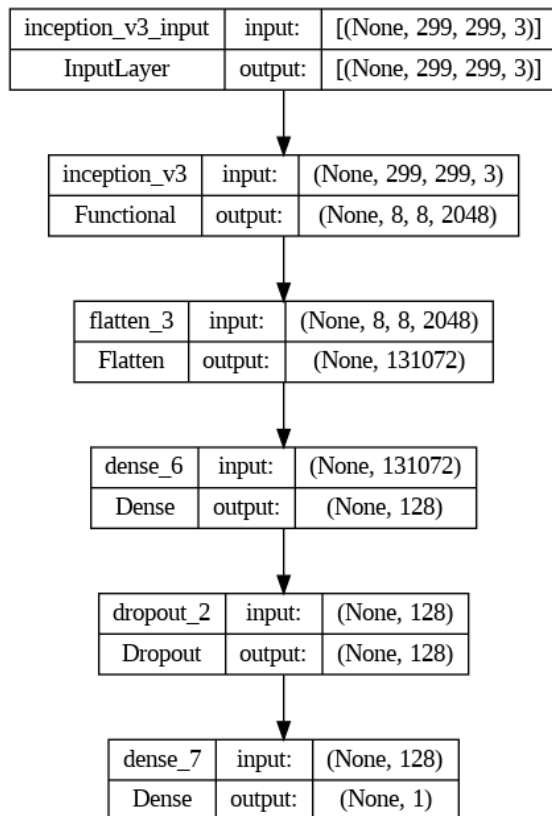 inception_v3_input input: [(None, 299, 299, 3)]
InputLayer output: [(None, 299, 299, 3)]
inception_v3 input: (None, 299, 299, 3)
Functional output: (None, 8, 8, 2048)
flatten_3 input: (None, 8, 8, 2048)
Flatten output: (None, 131072)
dense_6 input: (None, 131072)
Dense output: (None, 128)
dropout_2 input: (None, 128)
Dropout output: (None, 128)
dense_7 input: (None, 128)
Dense output: (None, 1)